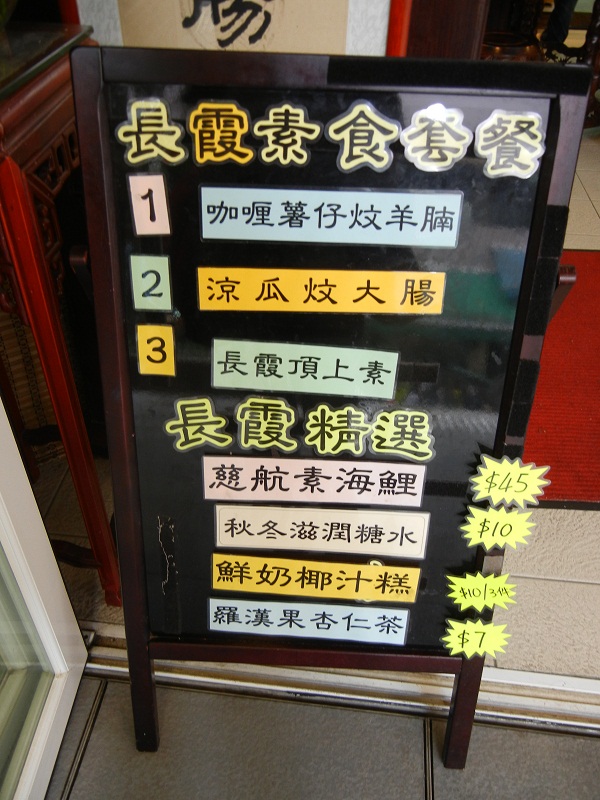 長霞素食套餐
1 咖喱薯仔炆羊腩
2 涼瓜炆大腸
3 長霞頂上素
長霞精選
慈航素海鯉 $45
秋冬滋潤糖水 $10
鮮奶椰汁糕 $10/3件
羅漢果杏仁茶 $7